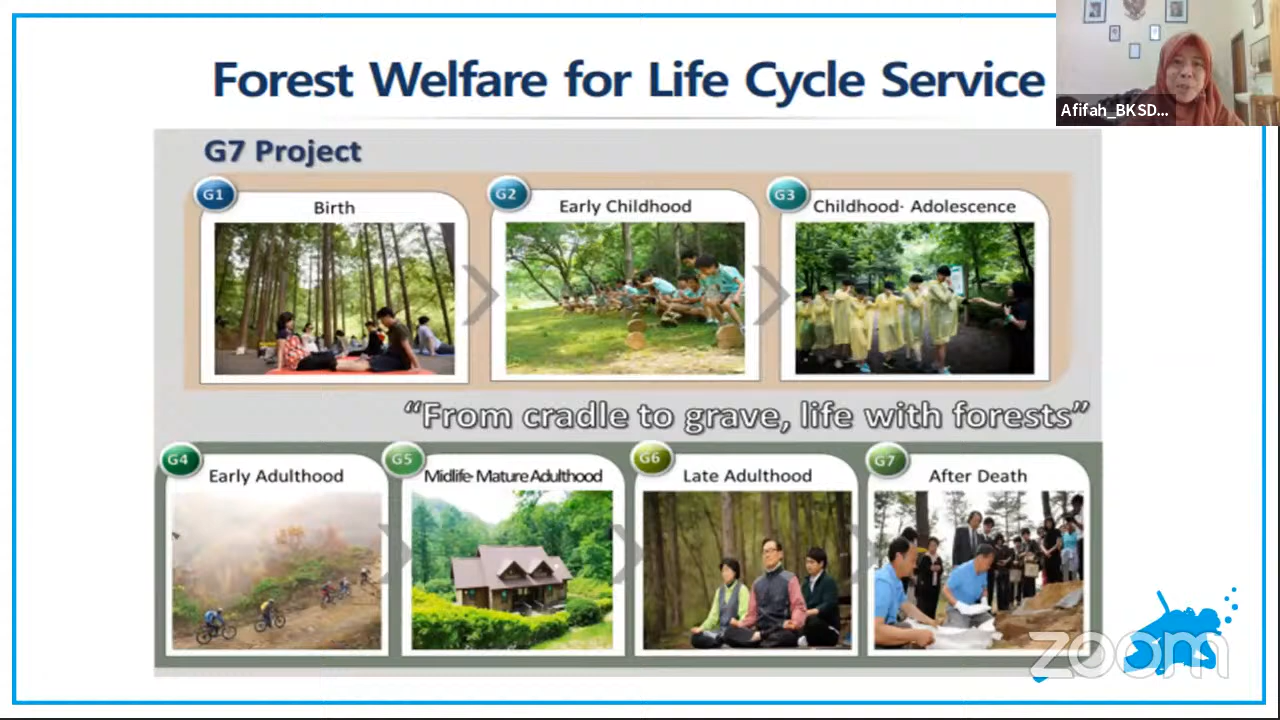 Forest Welfare for Life Cycle Service
Afifah_BKSD...
G7 Project
G1
Birth
G2
Early Childhood
G3
Childhood· Adolescence
“From cradle to grave, life with forests”
G4
Early Adulthood
G5
Midlife·Mature Adulthood
G6
Late Adulthood
G7
After Death
zoom